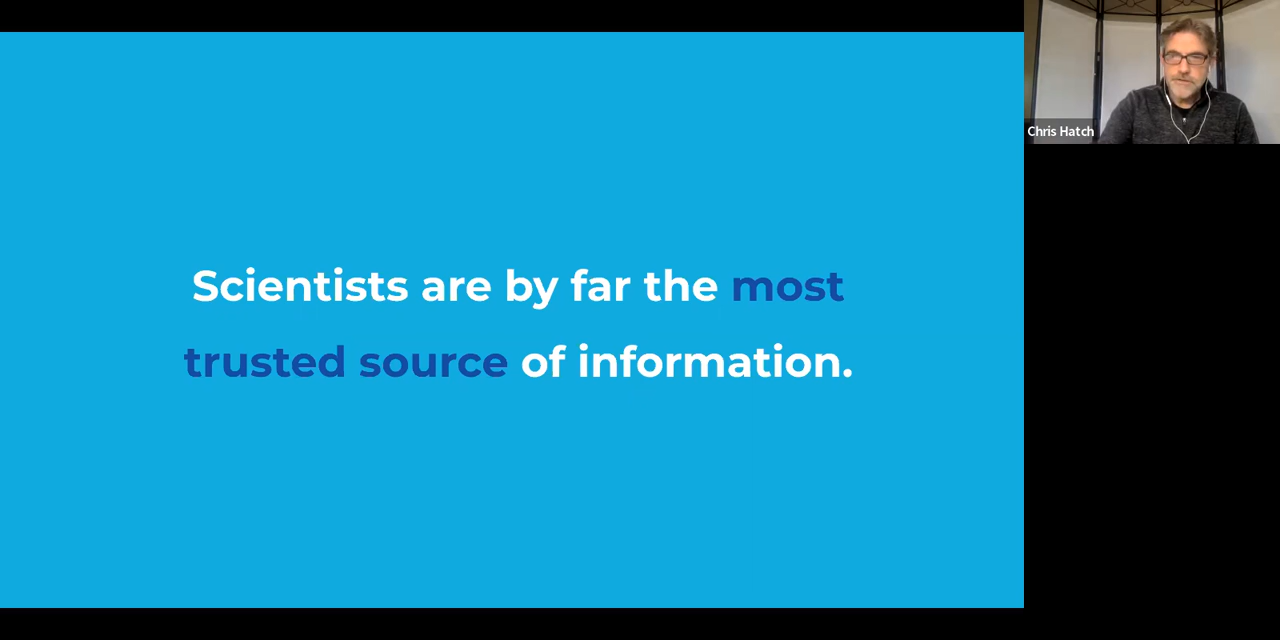 Scientists are by far the most
trusted source of information.
Chris Hatch